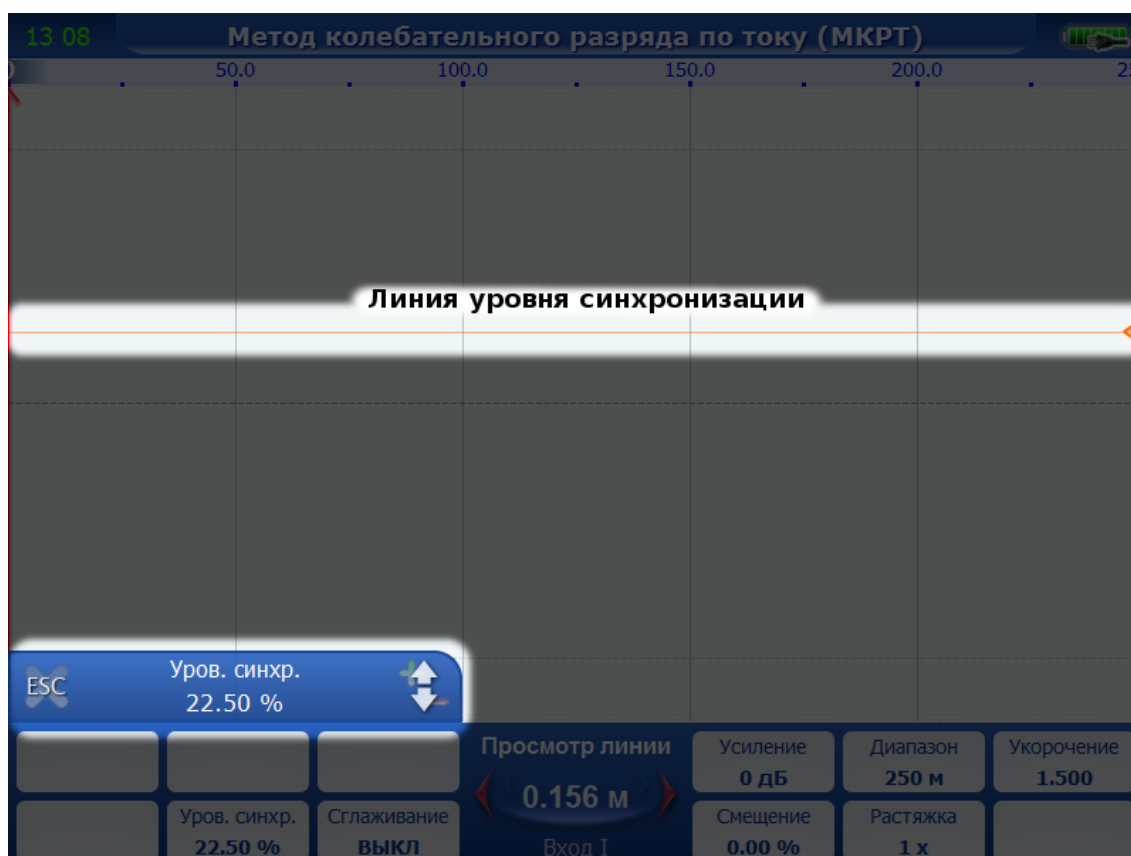 13 08
Метод колебательного разряда по току (МКРТ)
50.0 100.0 150.0 200.0
Линия уровня синхронизации
ESC
Уров. синхр.
22.50 %
Просмотр линии
0.156 м
Вход I
Усиление
0 дБ
Диапазон
250 м
Укорочение
1.500
Уров. синхр.
22.50 %
Сглаживание
ВЫКЛ
Смещение
0.00 %
Растяжка
1 x